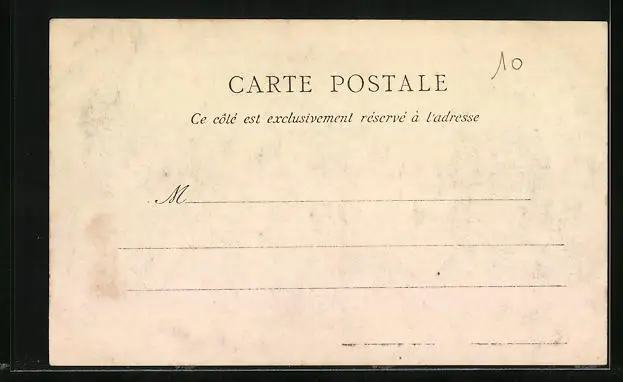 10
CARTE POSTALE
Ce côté est exclusivement réservé à l'adresse
M